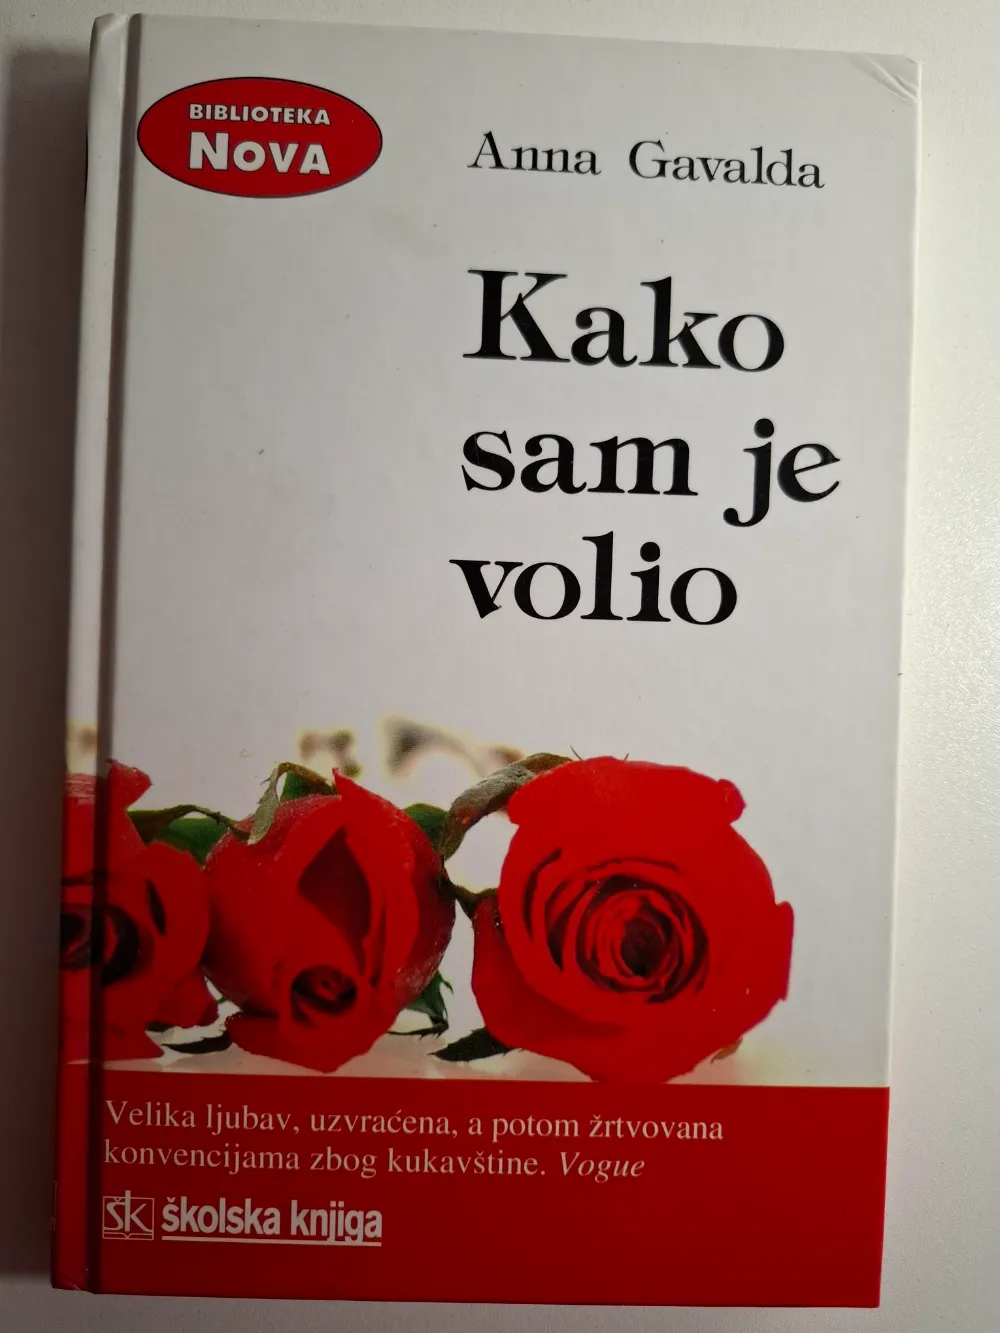 BIBLIOTEKA
NOVA
Anna Gavalda
Kako
sam je
volio
Velika ljubav, uzvraćena, a potom žrtvovana
konvencijama zbog kukavštine. Vogue
šk školska knjiga